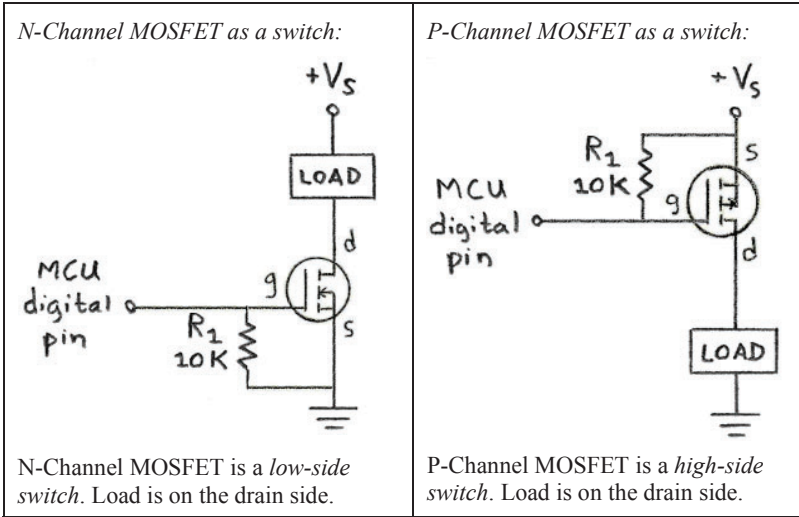 N-Channel MOSFET as a switch:
+Vs
LOAD
d
g
MCU
digital
pin
R1
10K
s
N-Channel MOSFET is a low-side
switch. Load is on the drain side.
P-Channel MOSFET as a switch:
+Vs
R1
10K
s
MCU
digital
pin
g
d
LOAD
P-Channel MOSFET is a high-side
switch. Load is on the drain side.